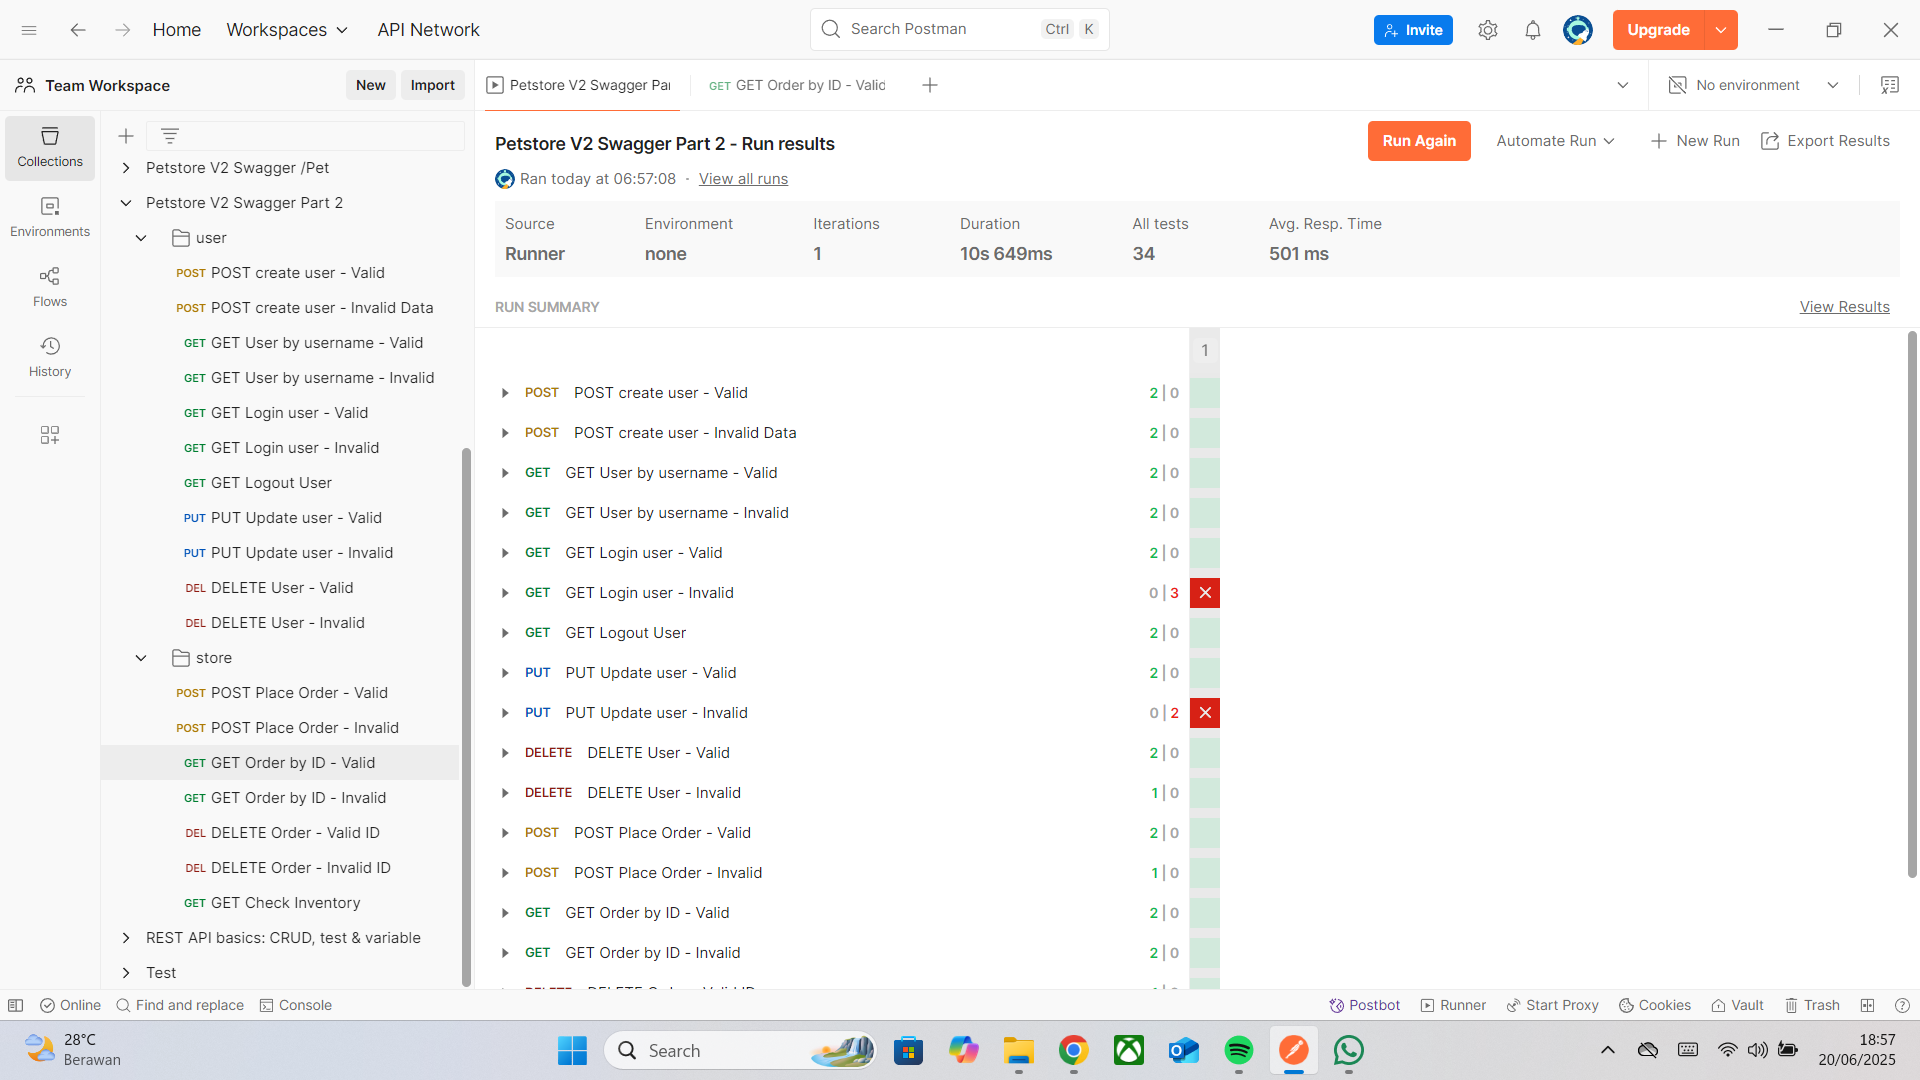 Home
Workspaces
API Network
Search Postman
Ctrl
K
Invite
Upgrade
Team Workspace
New
Import
Petstore V2 Swagger Par
GET GET Order by ID - Valid
No environment
Collections
Environments
Flows
History
Petstore V2 Swagger /Pet
Petstore V2 Swagger Part 2
user
POST POST create user - Valid
POST POST create user - Invalid Data
GET GET User by username - Valid
GET GET User by username - Invalid
GET GET Login user - Valid
GET GET Login user - Invalid
GET GET Logout User
PUT PUT Update user - Valid
PUT PUT Update user - Invalid
DEL DELETE User - Valid
DEL DELETE User - Invalid
store
POST POST Place Order - Valid
POST POST Place Order - Invalid
GET GET Order by ID - Valid
GET GET Order by ID - Invalid
DEL DELETE Order - Valid ID
DEL DELETE Order - Invalid ID
GET GET Check Inventory
REST API basics: CRUD, test & variable
Test
Petstore V2 Swagger Part 2 - Run results
Run Again
Automate Run
New Run
Export Results
Ran today at 06:57:08 · View all runs
Source
Environment
Iterations
Duration
All tests
Avg. Resp. Time
Runner
none
1
10s 649ms
34
501 ms
RUN SUMMARY
View Results
1
POST POST create user - Valid 2 | 0
POST POST create user - Invalid Data 2 | 0
GET GET User by username - Valid 2 | 0
GET GET User by username - Invalid 2 | 0
GET GET Login user - Valid 2 | 0
GET GET Login user - Invalid 0 | 3
GET GET Logout User 2 | 0
PUT PUT Update user - Valid 2 | 0
PUT PUT Update user - Invalid 0 | 2
DELETE DELETE User - Valid 2 | 0
DELETE DELETE User - Invalid 1 | 0
POST POST Place Order - Valid 2 | 0
POST POST Place Order - Invalid 1 | 0
GET GET Order by ID - Valid 2 | 0
GET GET Order by ID - Invalid 2 | 0
Online
Find and replace
Console
Postbot
Runner
Start Proxy
Cookies
Vault
Trash
28°C
Berawan
Search
18:57
20/06/2025